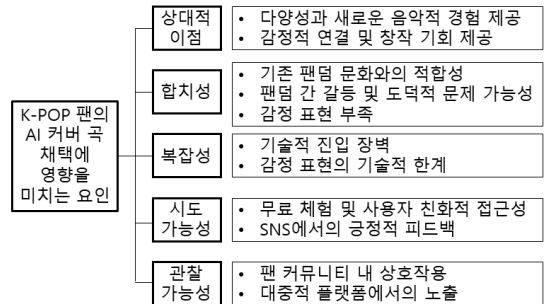 K-POP 팬의
AI 커버 곡
채택에
영향을
미치는 요인
상대적
이점
• 다양성과 새로운 음악적 경험 제공
• 감정적 연결 및 창작 기회 제공
합치성
• 기존 팬덤 문화와의 적합성
• 팬덤 간 갈등 및 도덕적 문제 가능성
• 감정 표현 부족
복잡성
• 기술적 진입 장벽
• 감정 표현의 기술적 한계
시도
가능성
• 무료 체험 및 사용자 친화적 접근성
• SNS에서의 긍정적 피드백
관찰
가능성
• 팬 커뮤니티 내 상호작용
• 대중적 플랫폼에서의 노출